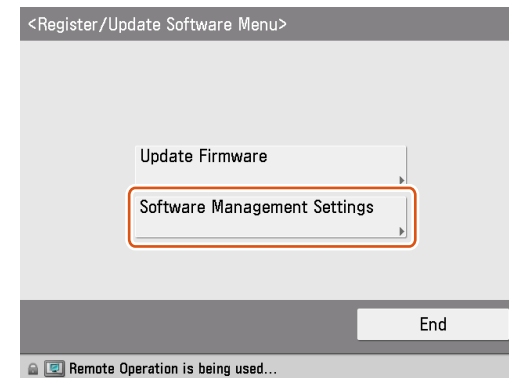 <Register/Update Software Menu>
Update Firmware
Software Management Settings
End
Remote Operation is being used...